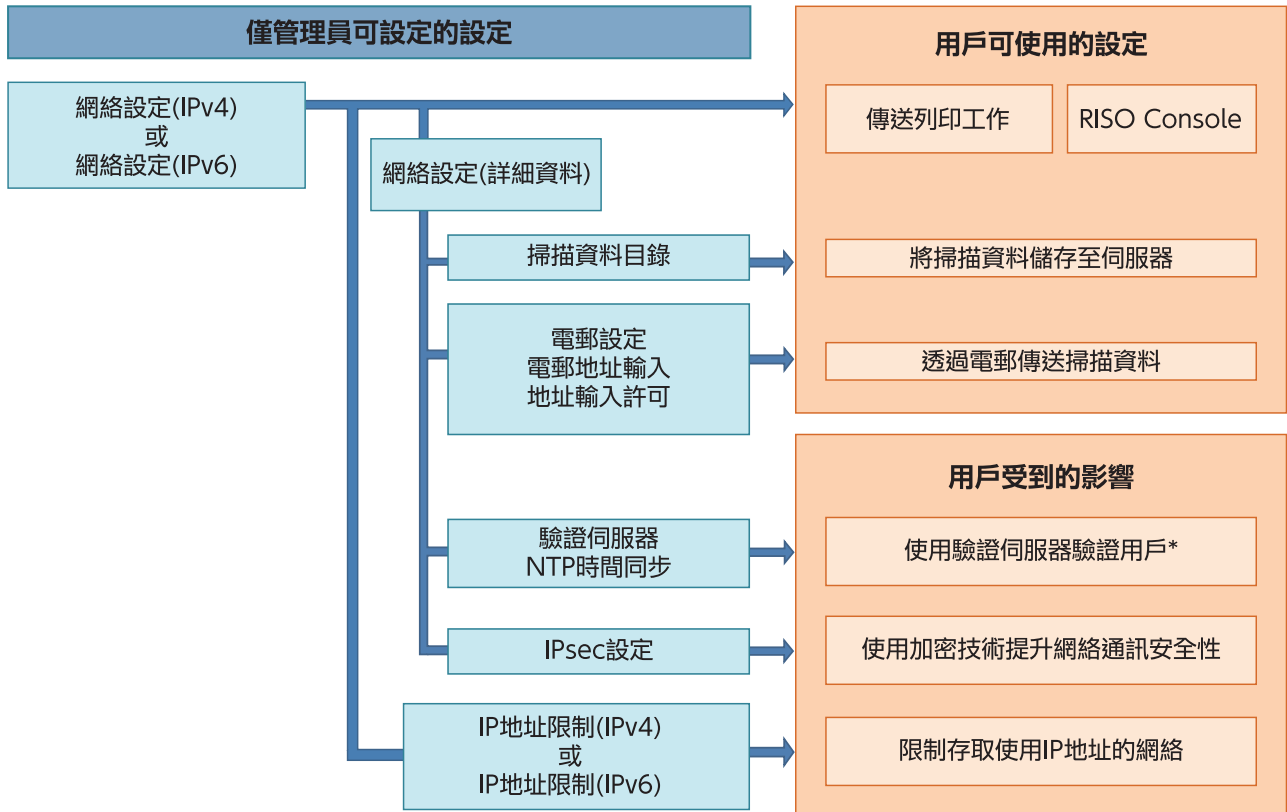 僅管理員可設定的設定
網絡設定(IPv4)
或
網絡設定(IPv6)
網絡設定(詳細資料)
掃描資料目錄
電郵設定
電郵地址輸入
地址輸入許可
驗證伺服器
NTP時間同步
IPsec設定
IP地址限制(IPv4)
或
IP地址限制(IPv6)
用戶可使用的設定
傳送列印工作
RISO Console
將掃描資料儲存至伺服器
透過電郵傳送掃描資料
用戶受到的影響
使用驗證伺服器驗證用戶*
使用加密技術提升網絡通訊安全性
限制存取使用IP地址的網絡